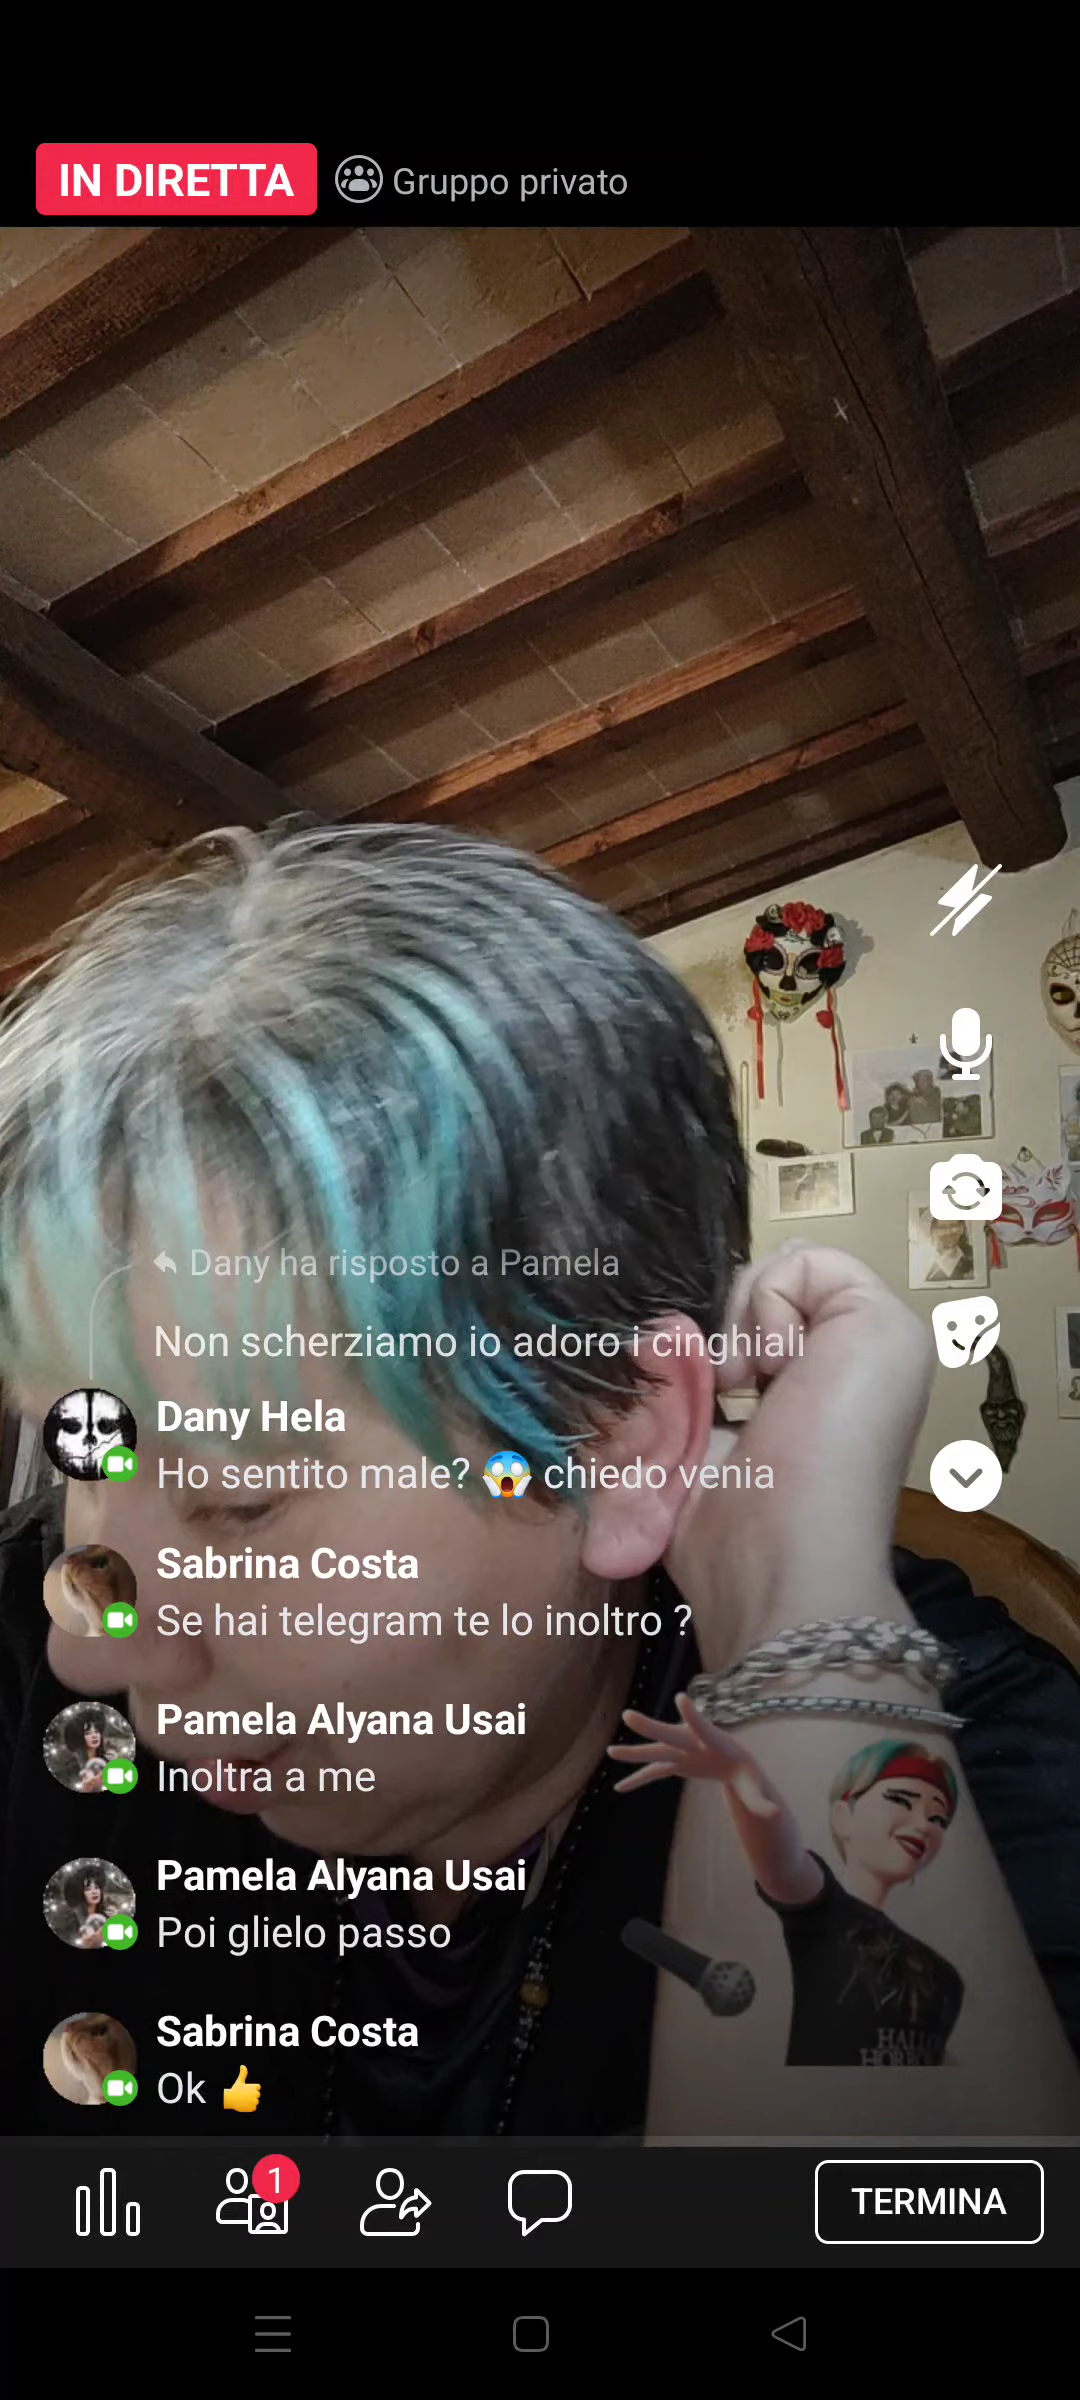 IN DIRETTA
Gruppo privato
Dany ha risposto a Pamela
Non scherziamo io adoro i cinghiali
Dany Hela
Ho sentito male? 😱 chiedo venia
Sabrina Costa
Se hai telegram te lo inoltro ?
Pamela Alyana Usai
Inoltra a me
Pamela Alyana Usai
Poi glielo passo
Sabrina Costa
Ok 👍
1
TERMINA